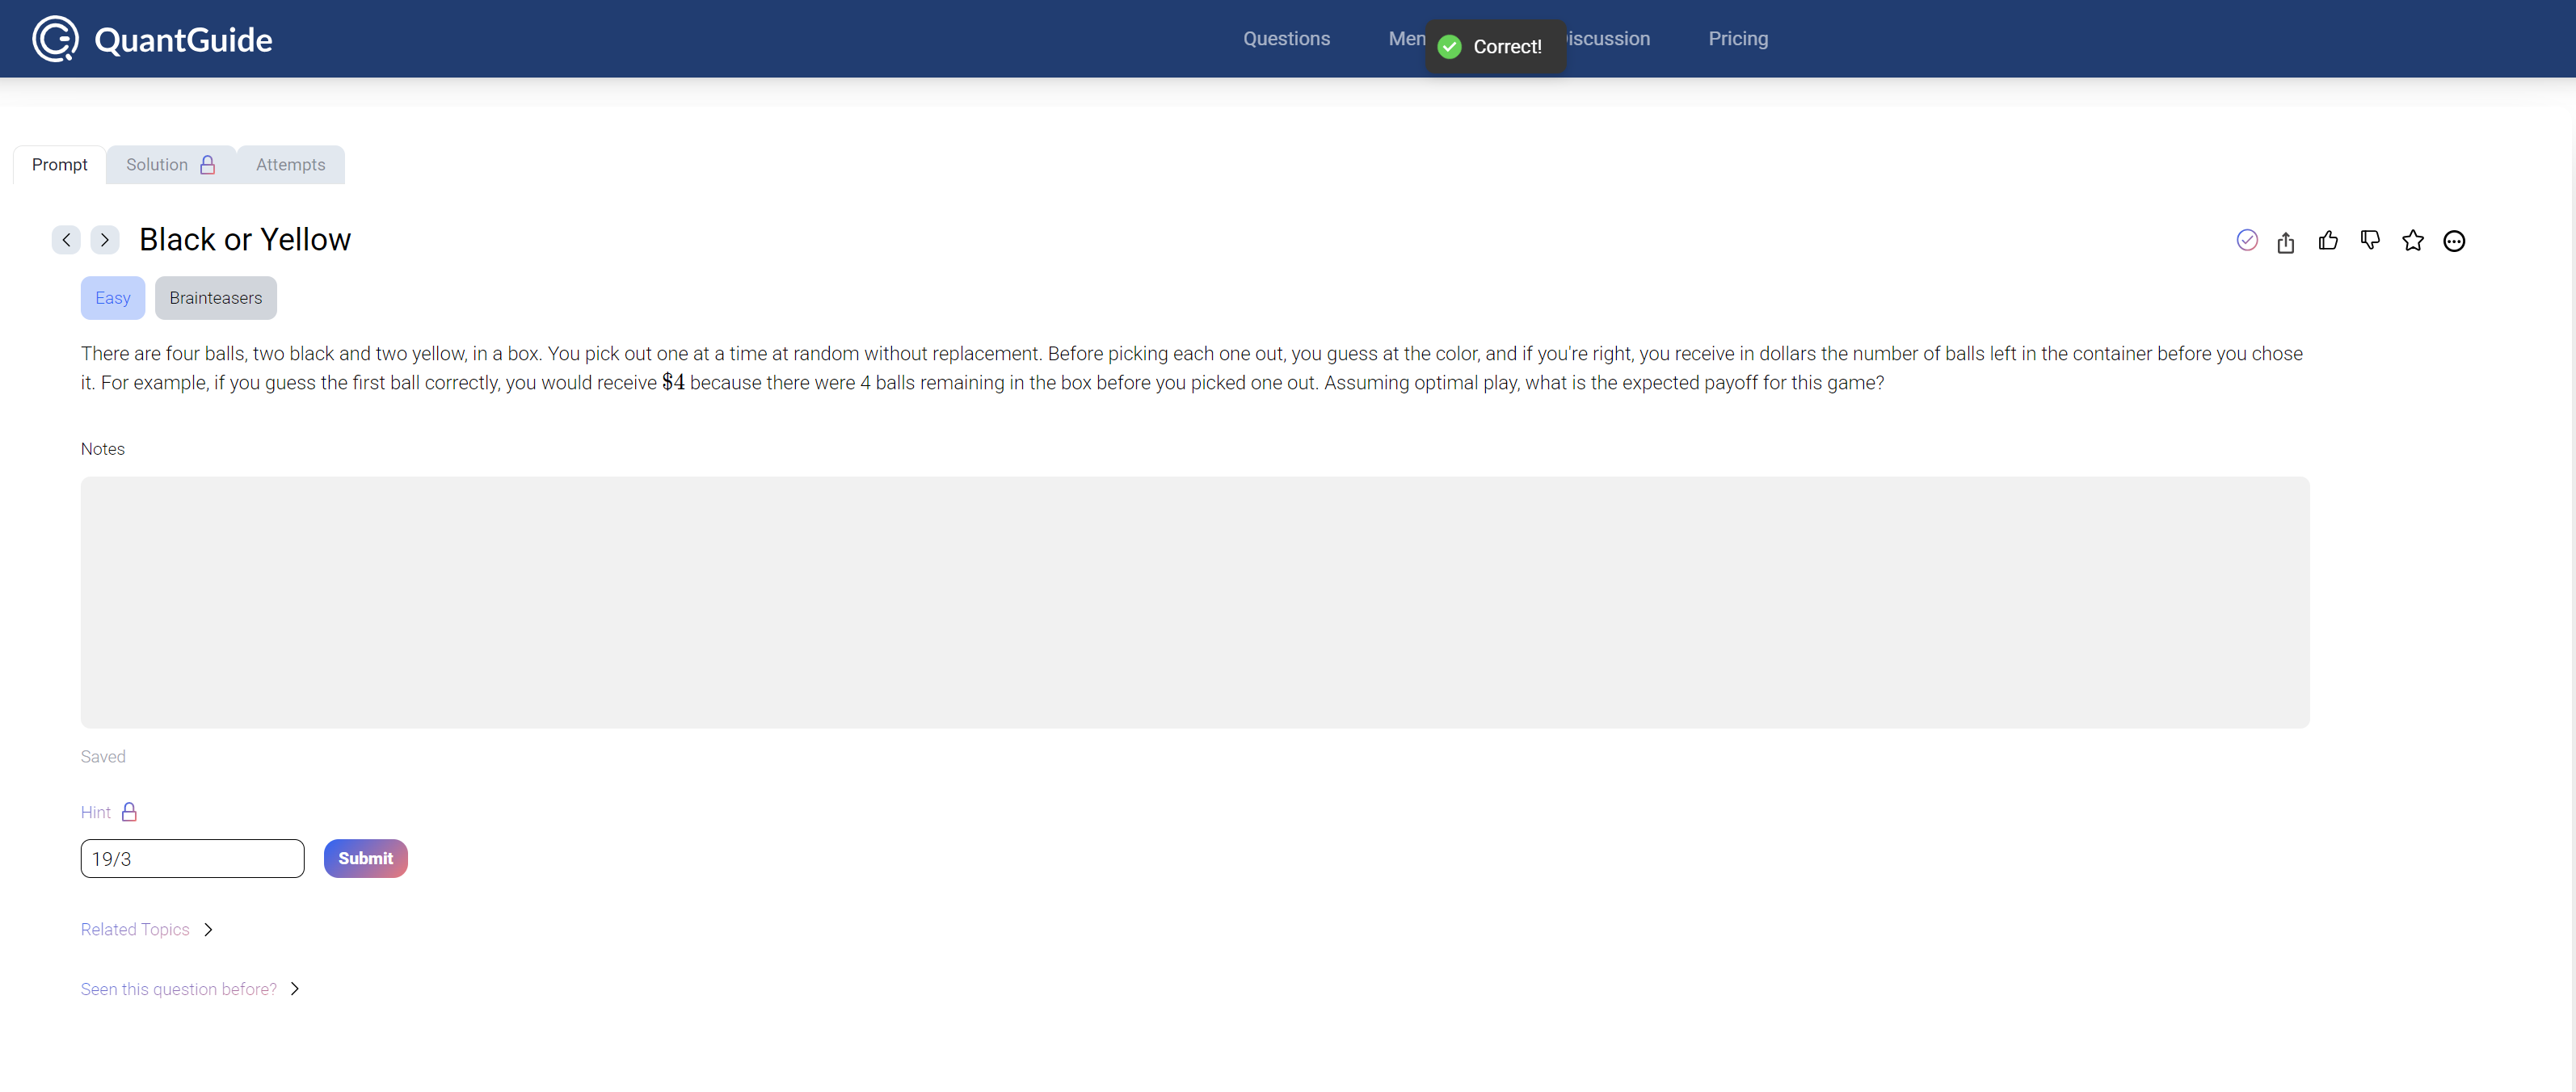 QuantGuide
Questions
Men
Correct!
iscussion
Pricing
Prompt
Solution
Attempts
Black or Yellow
Easy
Brainteasers
There are four balls, two black and two yellow, in a box. You pick out one at a time at random without replacement. Before picking each one out, you guess at the color, and if you're right, you receive in dollars the number of balls left in the container before you chose
it. For example, if you guess the first ball correctly, you would receive $4 because there were 4 balls remaining in the box before you picked one out. Assuming optimal play, what is the expected payoff for this game?
Notes
Saved
Hint
19/3
Submit
Related Topics
Seen this question before?